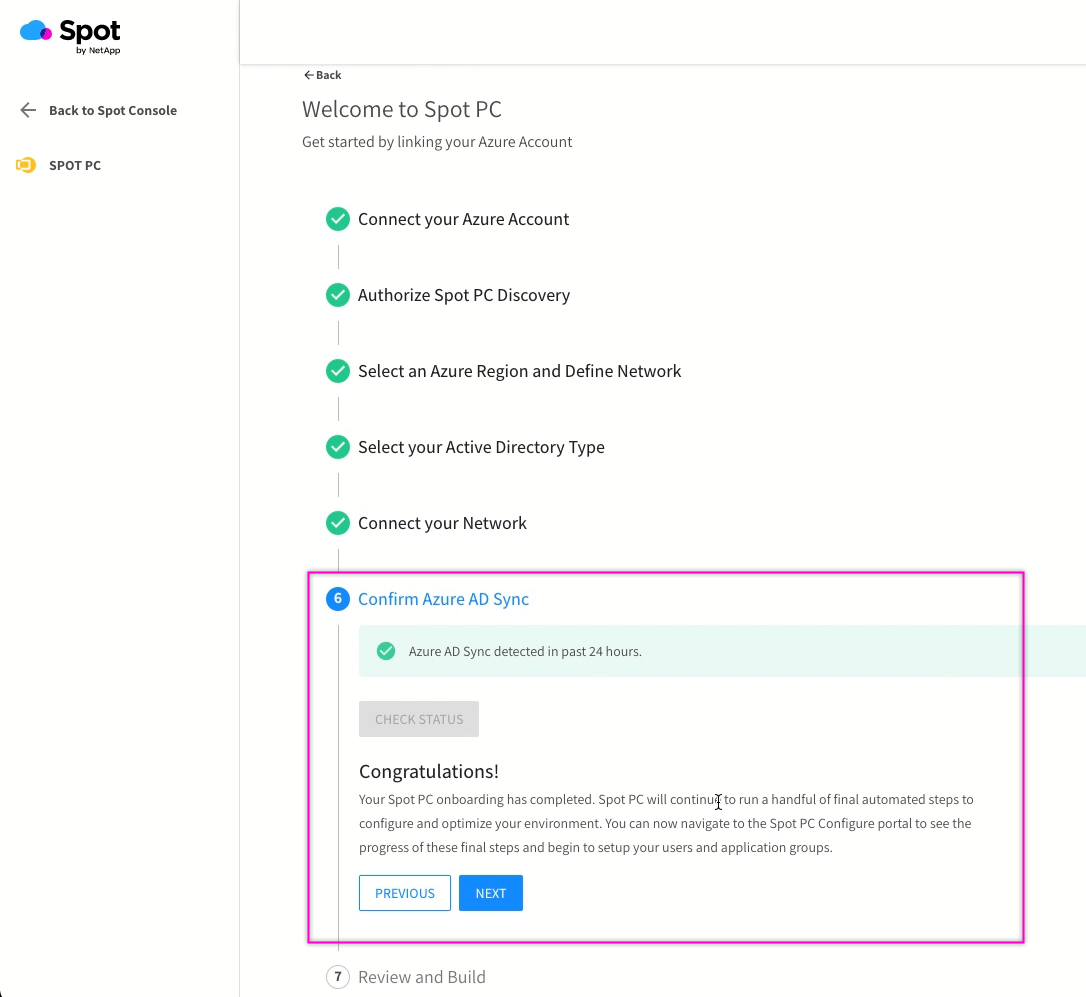 Spot
by NetApp
Back to Spot Console
SPOT PC
Back
Welcome to Spot PC
Get started by linking your Azure Account
Connect your Azure Account
Authorize Spot PC Discovery
Select an Azure Region and Define Network
Select your Active Directory Type
Connect your Network
6 Confirm Azure AD Sync
Azure AD Sync detected in past 24 hours.
CHECK STATUS
Congratulations!
Your Spot PC onboarding has completed. Spot PC will continue to run a handful of final automated steps to
configure and optimize your environment. You can now navigate to the Spot PC Configure portal to see the
progress of these final steps and begin to setup your users and application groups.
PREVIOUS NEXT
7 Review and Build